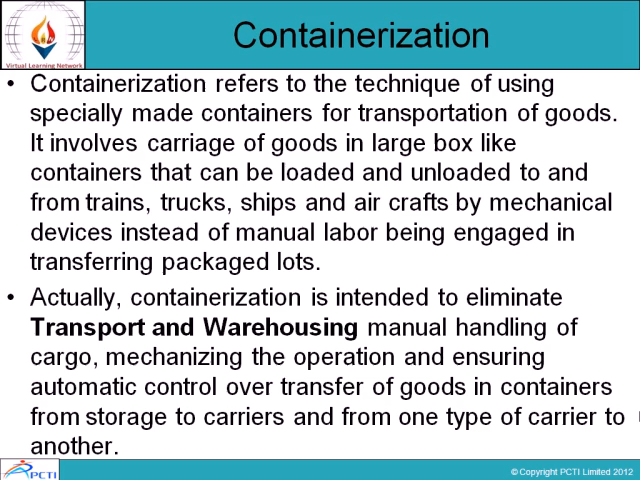 Containerization
Virtual Learning Network
• Containerization refers to the technique of using
specially made containers for transportation of goods.
It involves carriage of goods in large box like
containers that can be loaded and unloaded to and
from trains, trucks, ships and air crafts by mechanical
devices instead of manual labor being engaged in
transferring packaged lots.
• Actually, containerization is intended to eliminate
Transport and Warehousing manual handling of
cargo, mechanizing the operation and ensuring
automatic control over transfer of goods in containers
from storage to carriers and from one type of carrier to
another.
PCTI
© Copyright PCTI Limited 2012